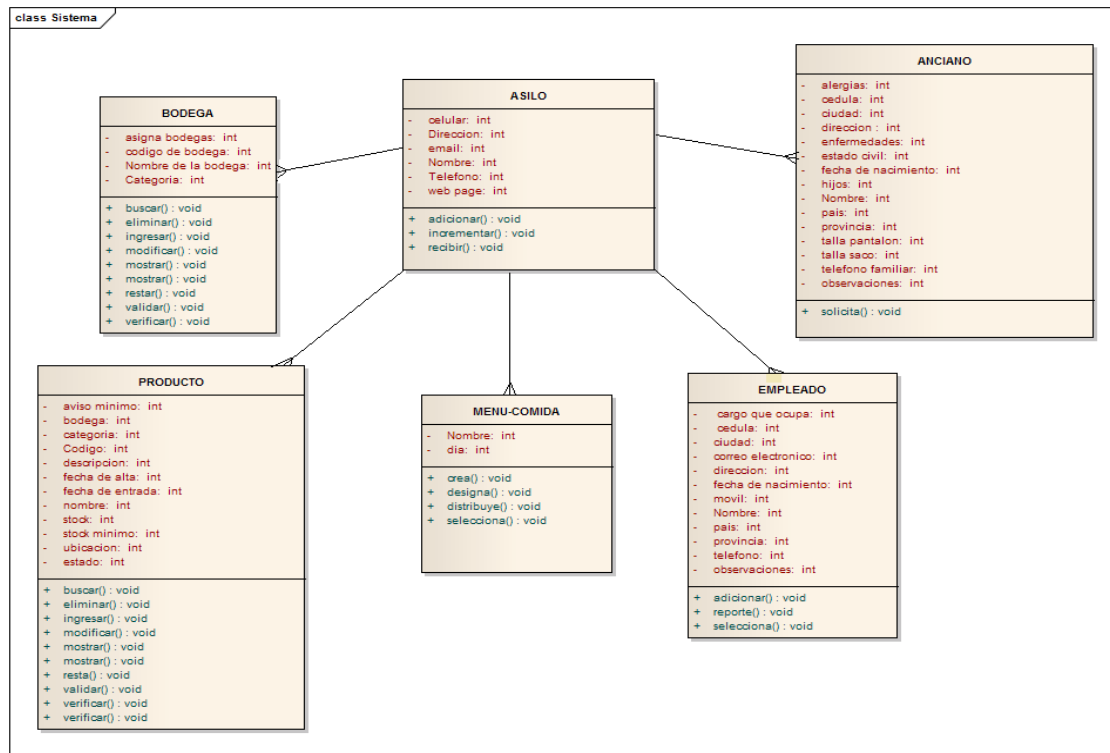 class Sistema
BODEGA
- asigna bodegas: int
- codigo de bodega: int
- Nombre de la bodega: int
- Categoria: int
+ buscar() : void
+ eliminar() : void
+ ingresar() : void
+ modificar() : void
+ mostrar() : void
+ mostrar() : void
+ restar() : void
+ validar() : void
+ verificar() : void
ASILO
- celular: int
- Direccion: int
- email: int
- Nombre: int
- Telefono: int
- web page: int
+ adicionar() : void
+ incrementar() : void
+ recibir() : void
ANCIANO
- alergias: int
- cedula: int
- ciudad: int
- direccion : int
- enfermedades: int
- estado civil: int
- fecha de nacimiento: int
- hijos: int
- Nombre: int
- pais: int
- provincia: int
- talla pantalon: int
- talla saco: int
- telefono familiar: int
- observaciones: int
+ solicita() : void
PRODUCTO
- aviso minimo: int
- bodega: int
- categoria: int
- Codigo: int
- descripcion: int
- fecha de alta: int
- fecha de entrada: int
- nombre: int
- stock: int
- stock minimo: int
- ubicacion: int
- estado: int
+ buscar() : void
+ eliminar() : void
+ ingresar() : void
+ modificar() : void
+ mostrar() : void
+ mostrar() : void
+ resta() : void
+ validar() : void
+ verificar() : void
+ verificar() : void
MENU-COMIDA
- Nombre: int
- dia: int
+ crea() : void
+ designa() : void
+ distribuye() : void
+ selecciona() : void
EMPLEADO
- cargo que ocupa: int
- cedula: int
- ciudad: int
- correo electronico: int
- direccion: int
- fecha de nacimiento: int
- movil: int
- Nombre: int
- pais: int
- provincia: int
- telefono: int
- observaciones: int
+ adicionar() : void
+ reporte() : void
+ selecciona() : void